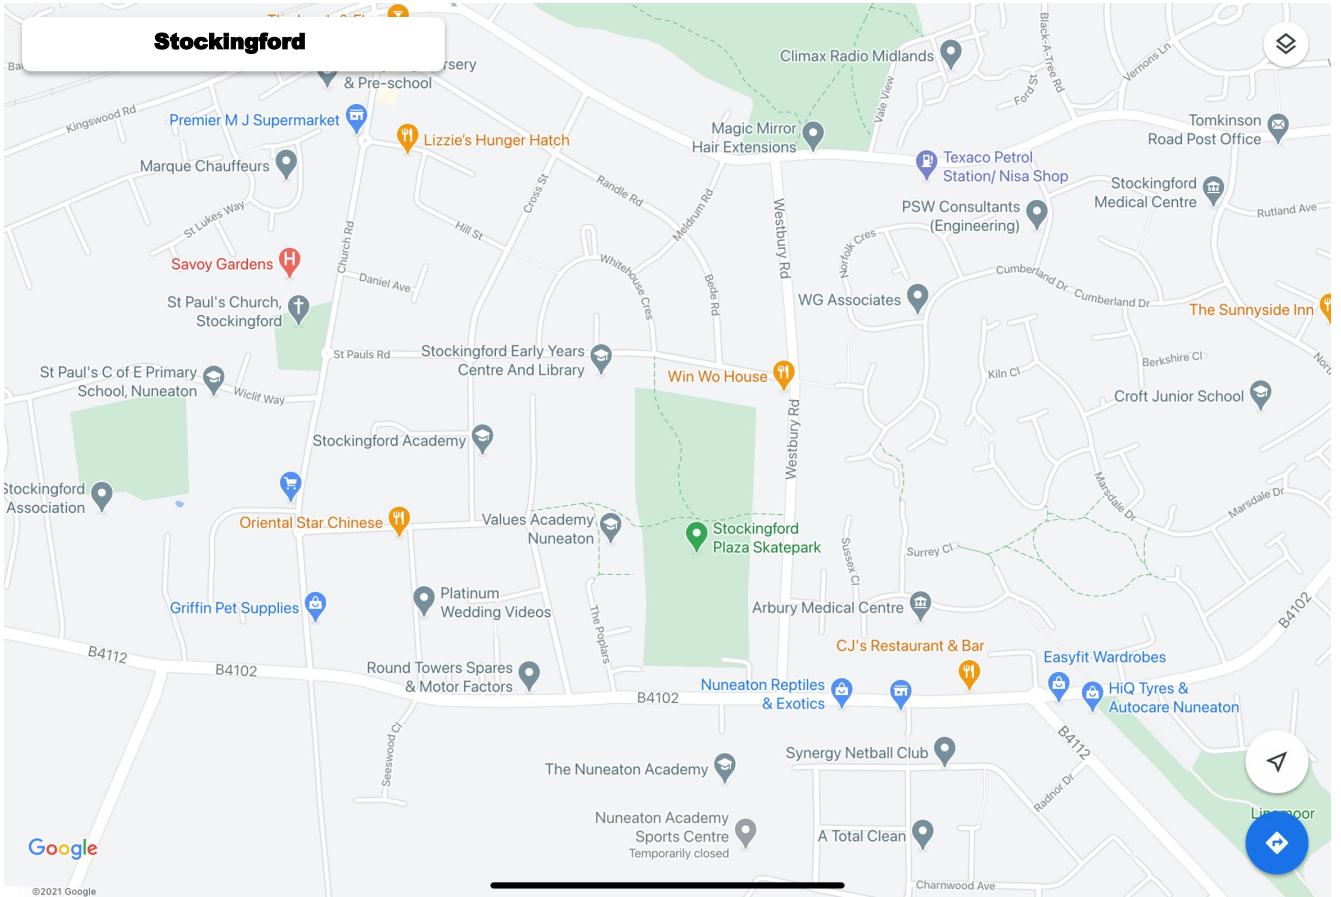 Stockingford
& Pre-school
Climax Radio Midlands
Black-A-Tree Rd
Vernons Ln
Ford St
Vale View
Kingswood Rd
Premier M J Supermarket
Lizzie's Hunger Hatch
Magic Mirror
Hair Extensions
Tomkinson
Road Post Office
Marque Chauffeurs
Texaco Petrol
Station/ Nisa Shop
Stockingford
Medical Centre
Cross St
Randle Rd
Meldrum Rd
Westbury Rd
PSW Consultants
(Engineering)
Rutland Ave
St Lukes Way
Church Rd
Hill St
Norfolk Cres
Savoy Gardens
Daniel Ave
Whitehouse Cres
Bede Rd
Cumberland Dr
Cumberland Dr
St Paul's Church,
Stockingford
WG Associates
The Sunnyside Inn
St Pauls Rd
Stockingford Early Years
Centre And Library
Win Wo House
Berkshire Cl
Kiln Cl
St Paul's C of E Primary
School, Nuneaton
Wiclif Way
Croft Junior School
Stockingford Academy
Westbury Rd
Marsdale Dr
Marsdale Dr
Stockingford
Association
Oriental Star Chinese
Values Academy
Nuneaton
Stockingford
Plaza Skatepark
Sussex Cl
Surrey Cl
Griffin Pet Supplies
Platinum
Wedding Videos
The Poplars
Arbury Medical Centre
B4102
CJ's Restaurant & Bar
B4112
B4102
Round Towers Spares
& Motor Factors
B4102
Nuneaton Reptiles
& Exotics
Easyfit Wardrobes
HiQ Tyres &
Autocare Nuneaton
Seeswood Cl
B4112
Synergy Netball Club
The Nuneaton Academy
Radnor Dr
Nuneaton Academy
Sports Centre
Temporarily closed
A Total Clean
Google
Charnwood Ave
©2021 Google